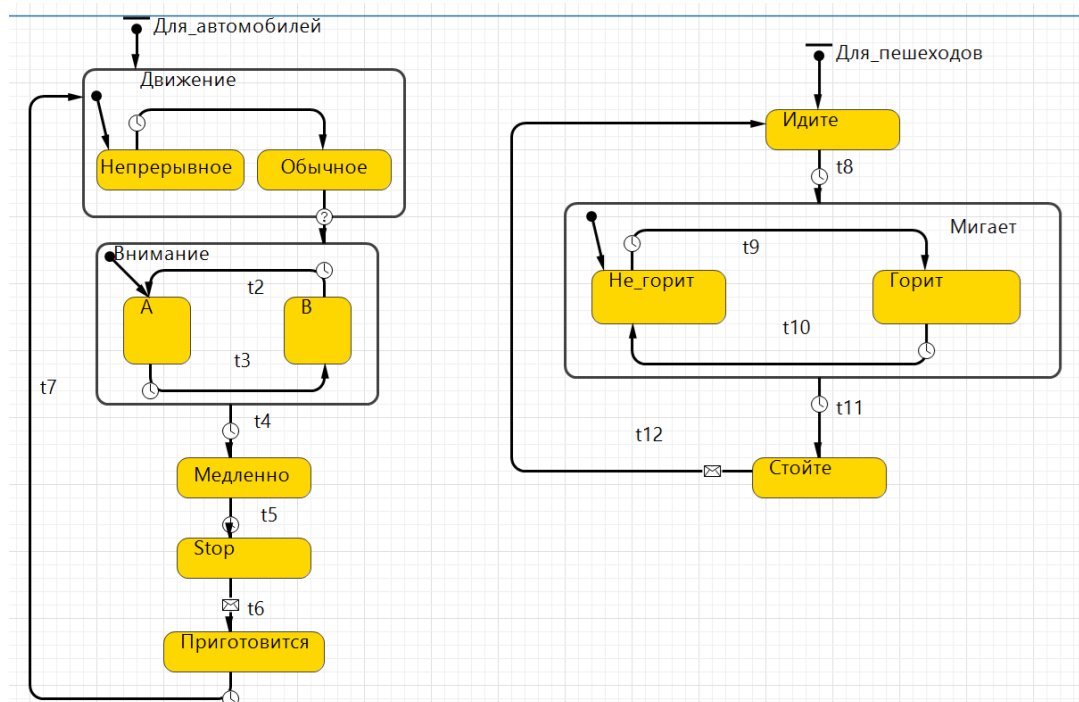 Для_автомобилей
Движение
Непрерывное
Обычное
?
Внимание
t2
A
B
t3
t7
t4
Медленно
t5
Stop
t6
Приготовится
Для_пешеходов
Идите
t8
Мигает
t9
Не_горит
Горит
t10
t11
t12
Стойте